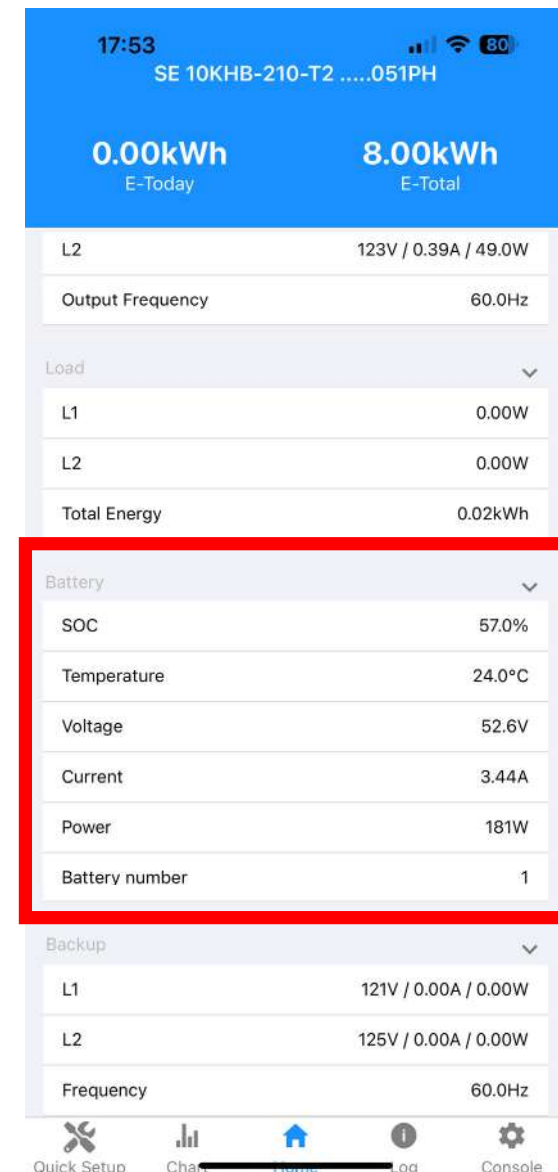 17:53 80
SE 10KHB-210-T2 .....051PH
0.00kWh 8.00kWh
E-Today E-Total
L2 123V / 0.39A / 49.0W
Output Frequency 60.0Hz
Load
L1 0.00W
L2 0.00W
Total Energy 0.02kWh
Battery
SOC 57.0%
Temperature 24.0°C
Voltage 52.6V
Current 3.44A
Power 181W
Battery number 1
Backup
L1 121V / 0.00A / 0.00W
L2 125V / 0.00A / 0.00W
Frequency 60.0Hz
Quick Setup Chart Home Log Console